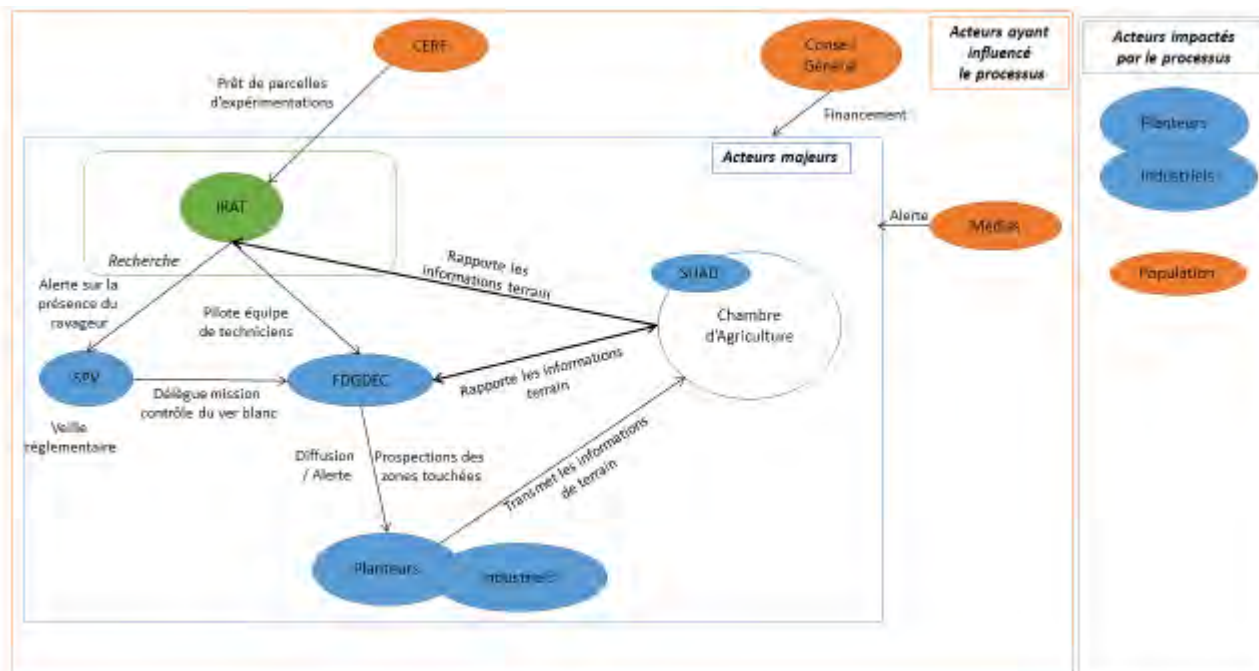 CERF
Conseil
Général
Acteurs ayant
influencé
le processus
Acteurs impactés
par le processus
Prêt de parcelles
d'expérimentations
Financement
Planteurs
Industriels
Acteurs majeurs
IRAT
Alerte
Médias
Recherche
Rapporte les
informations terrain
SUAD
Population
Alerte sur la
présence du
ravageur
Pilote équipe
de techniciens
Chambre
d'Agriculture
SPV
Délègue mission
contrôle du ver blanc
FDGDEC
Rapporte les informations
terrain
Veille
réglementaire
Diffusion
/ Alerte
Prospections des
zones touchées
Transmet les informations
de terrain
Planteurs
Industriels